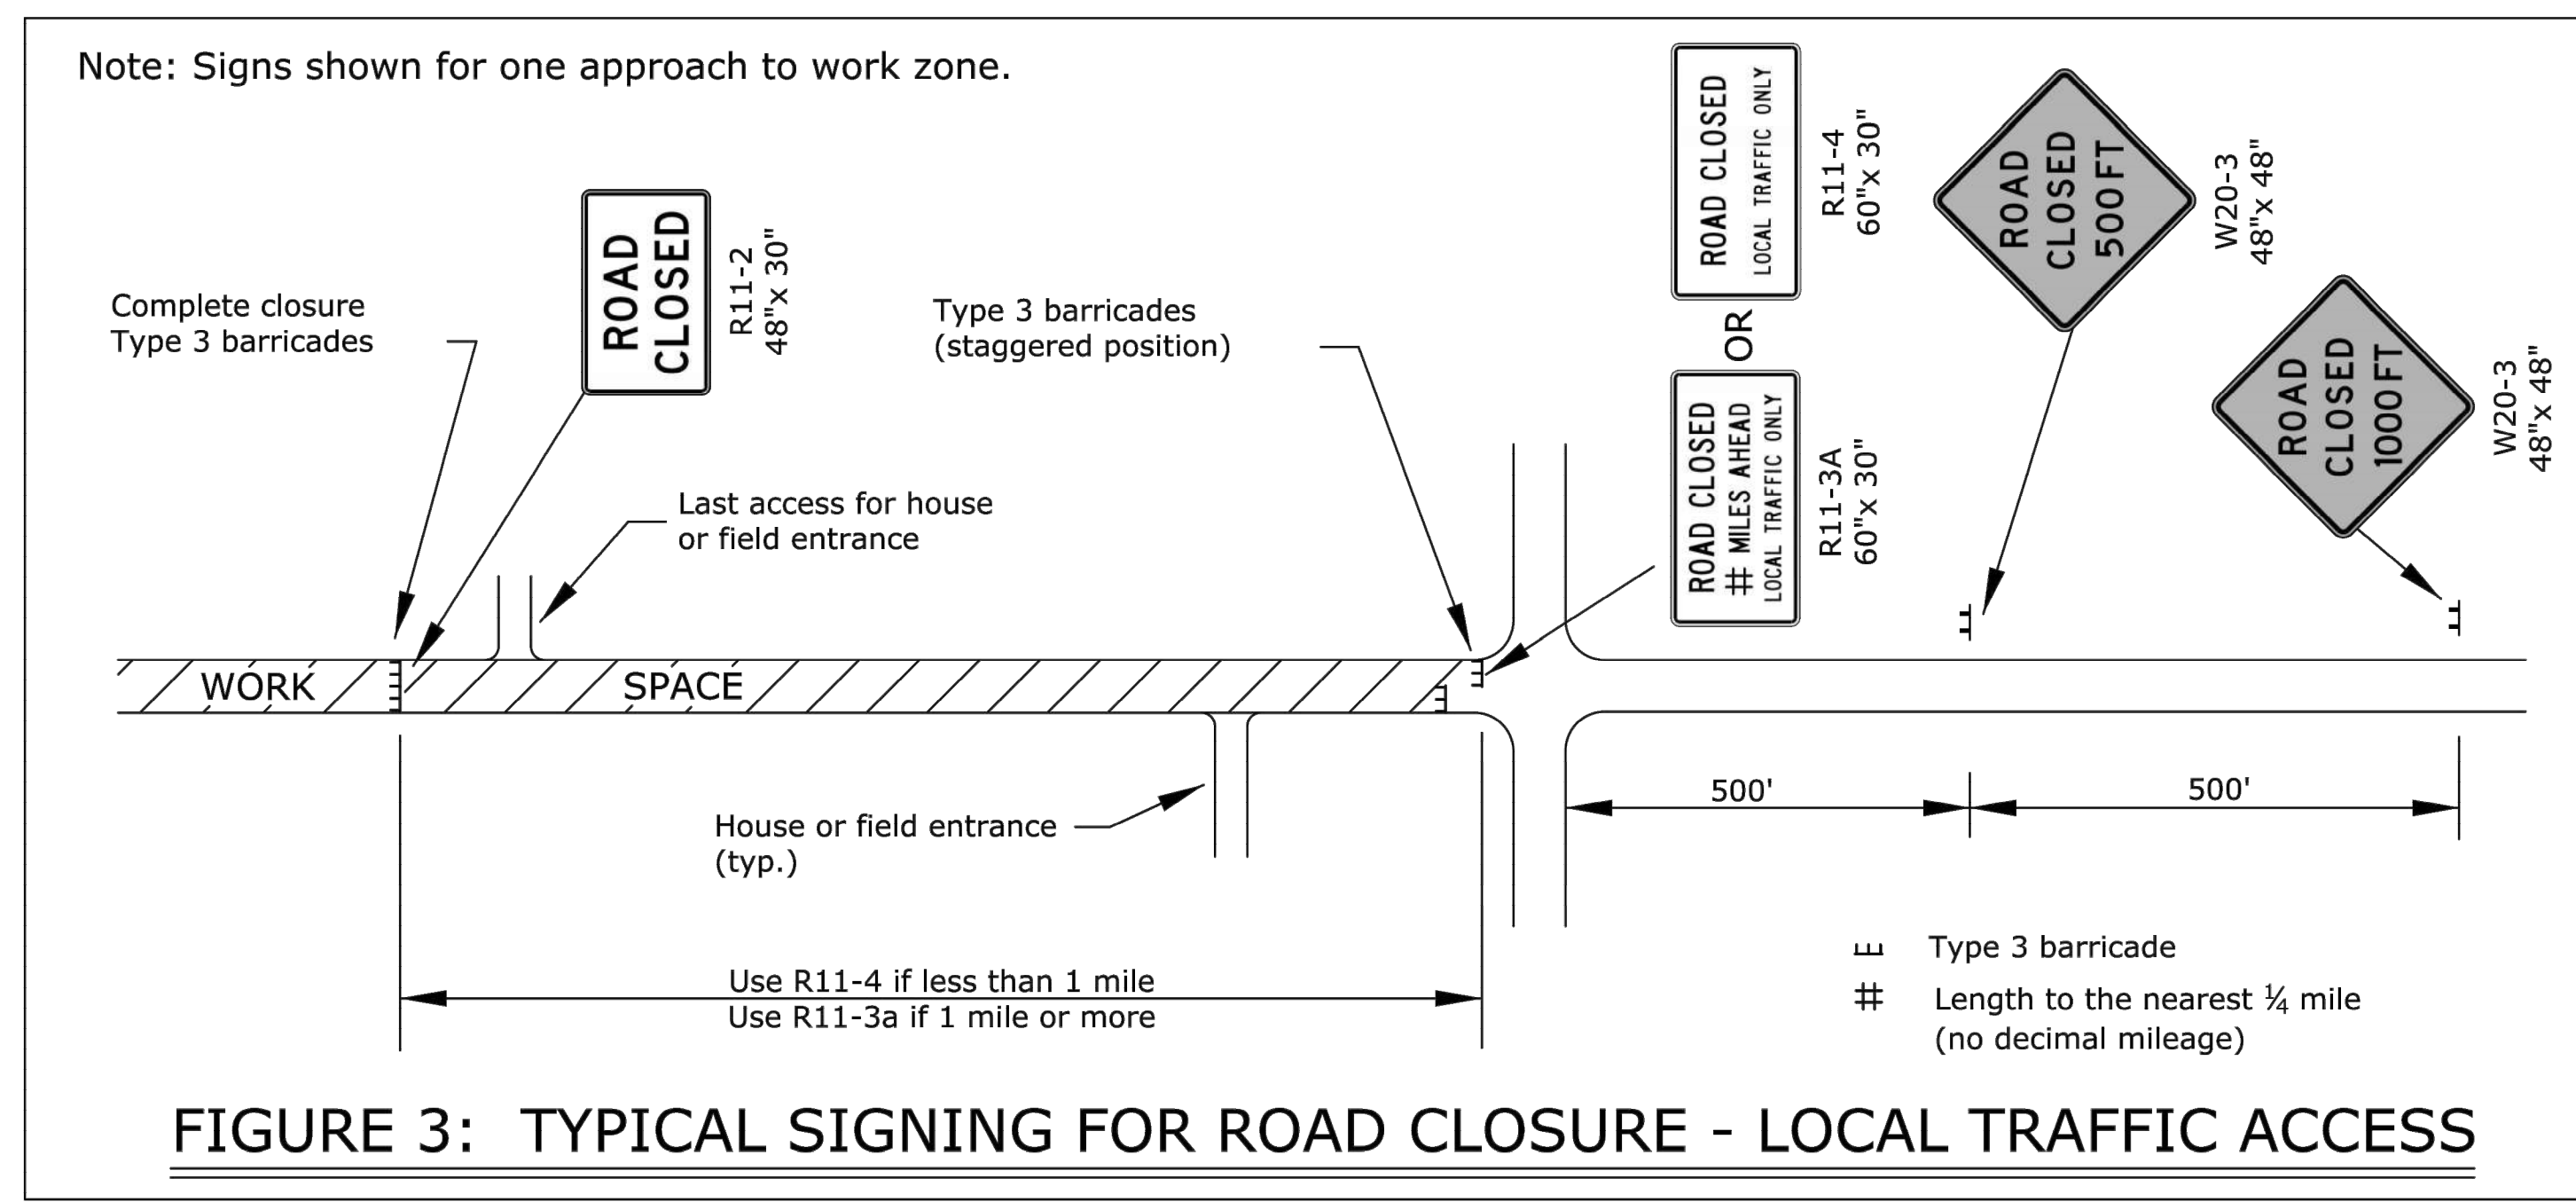 Note: Signs shown for one approach to work zone.
Complete closure
Type 3 barricades
ROAD
CLOSED
R11-2
48"x 30"
Type 3 barricades
(staggered position)
ROAD CLOSED
LOCAL TRAFFIC ONLY
R11-4
60"x 30"
OR
ROAD CLOSED
# MILES AHEAD
LOCAL TRAFFIC ONLY
R11-3A
60"x 30"
ROAD
CLOSED
500FT
W20-3
48"x 48"
ROAD
CLOSED
1000FT
W20-3
48"x 48"
Last access for house
or field entrance
WORK SPACE
House or field entrance
(typ.)
500' 500'
Use R11-4 if less than 1 mile
Use R11-3a if 1 mile or more
Type 3 barricade
# Length to the nearest ¼ mile
(no decimal mileage)
FIGURE 3: TYPICAL SIGNING FOR ROAD CLOSURE - LOCAL TRAFFIC ACCESS